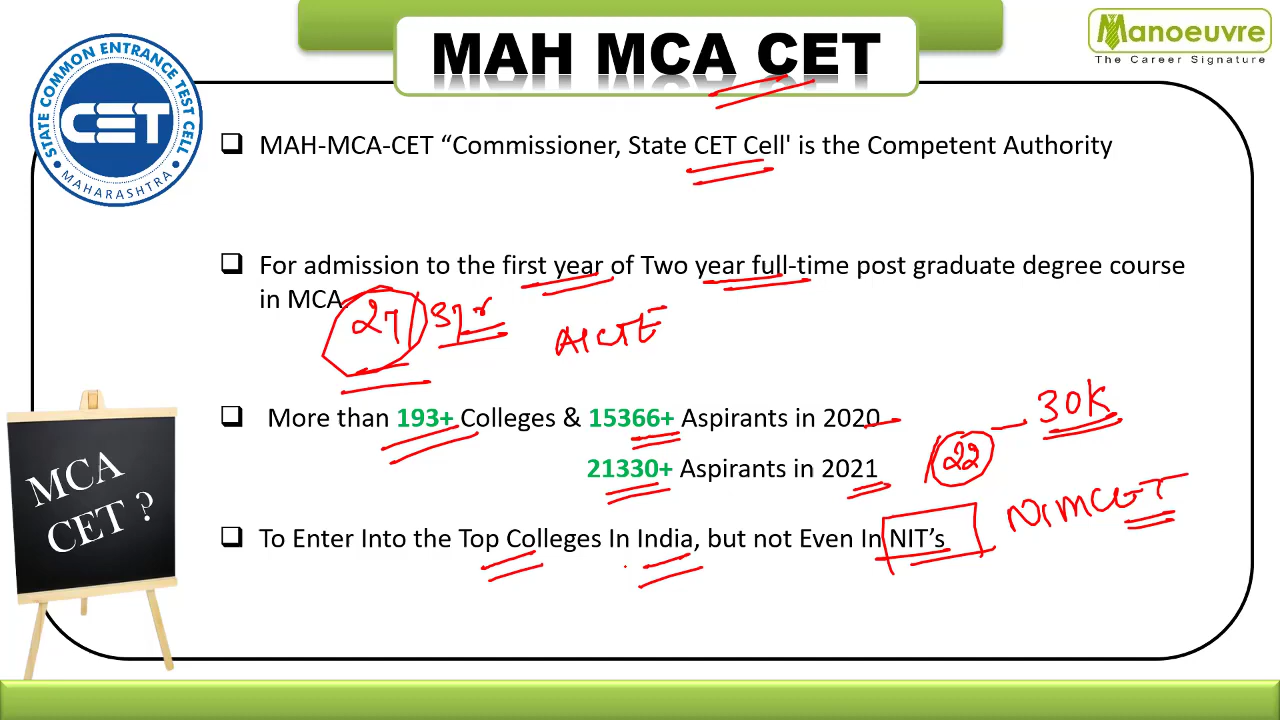 MAH MCA CET
Manoeuvre
The Career Signature
STATE COMMON ENTRANCE TEST CELL
CET
MAHARASHTRA
❑ MAH-MCA-CET “Commissioner, State CET Cell' is the Competent Authority
❑ For admission to the first year of Two year full-time post graduate degree course
in MCA
AICTE
❑ More than 193+ Colleges & 15366+ Aspirants in 2020
30K
22
21330+ Aspirants in 2021
NIMCET
❑ To Enter Into the Top Colleges In India, but not Even In NIT’s
MCA
CET ?